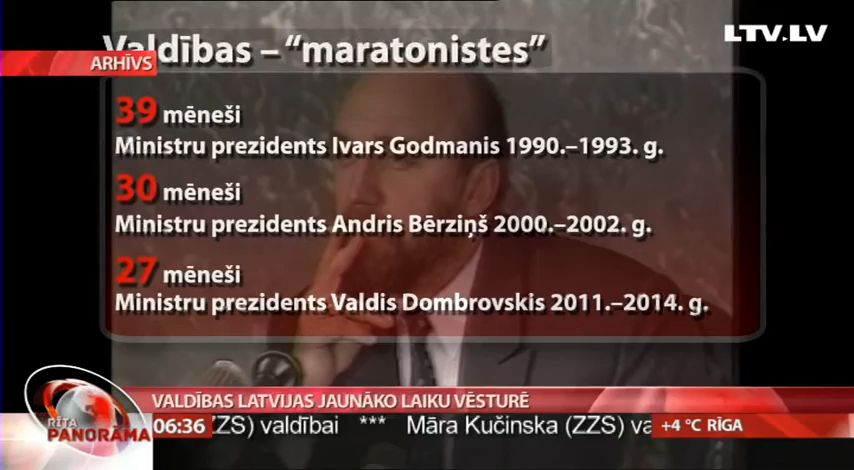 LTV.LV
Valdības – “maratonistes”
ARHĪVS
39 mēneši
Ministru prezidents Ivars Godmanis 1990.–1993. g.
30 mēneši
Ministru prezidents Andris Bērziņš 2000.–2002. g.
27 mēneši
Ministru prezidents Valdis Dombrovskis 2011.–2014. g.
VALDĪBAS LATVIJAS JAUNĀKO LAIKU VĒSTURĒ
RĪTA
PANORĀMA
06:36 ZZS) valdībai *** Māra Kučinska (ZZS) va +4 °C RĪGA